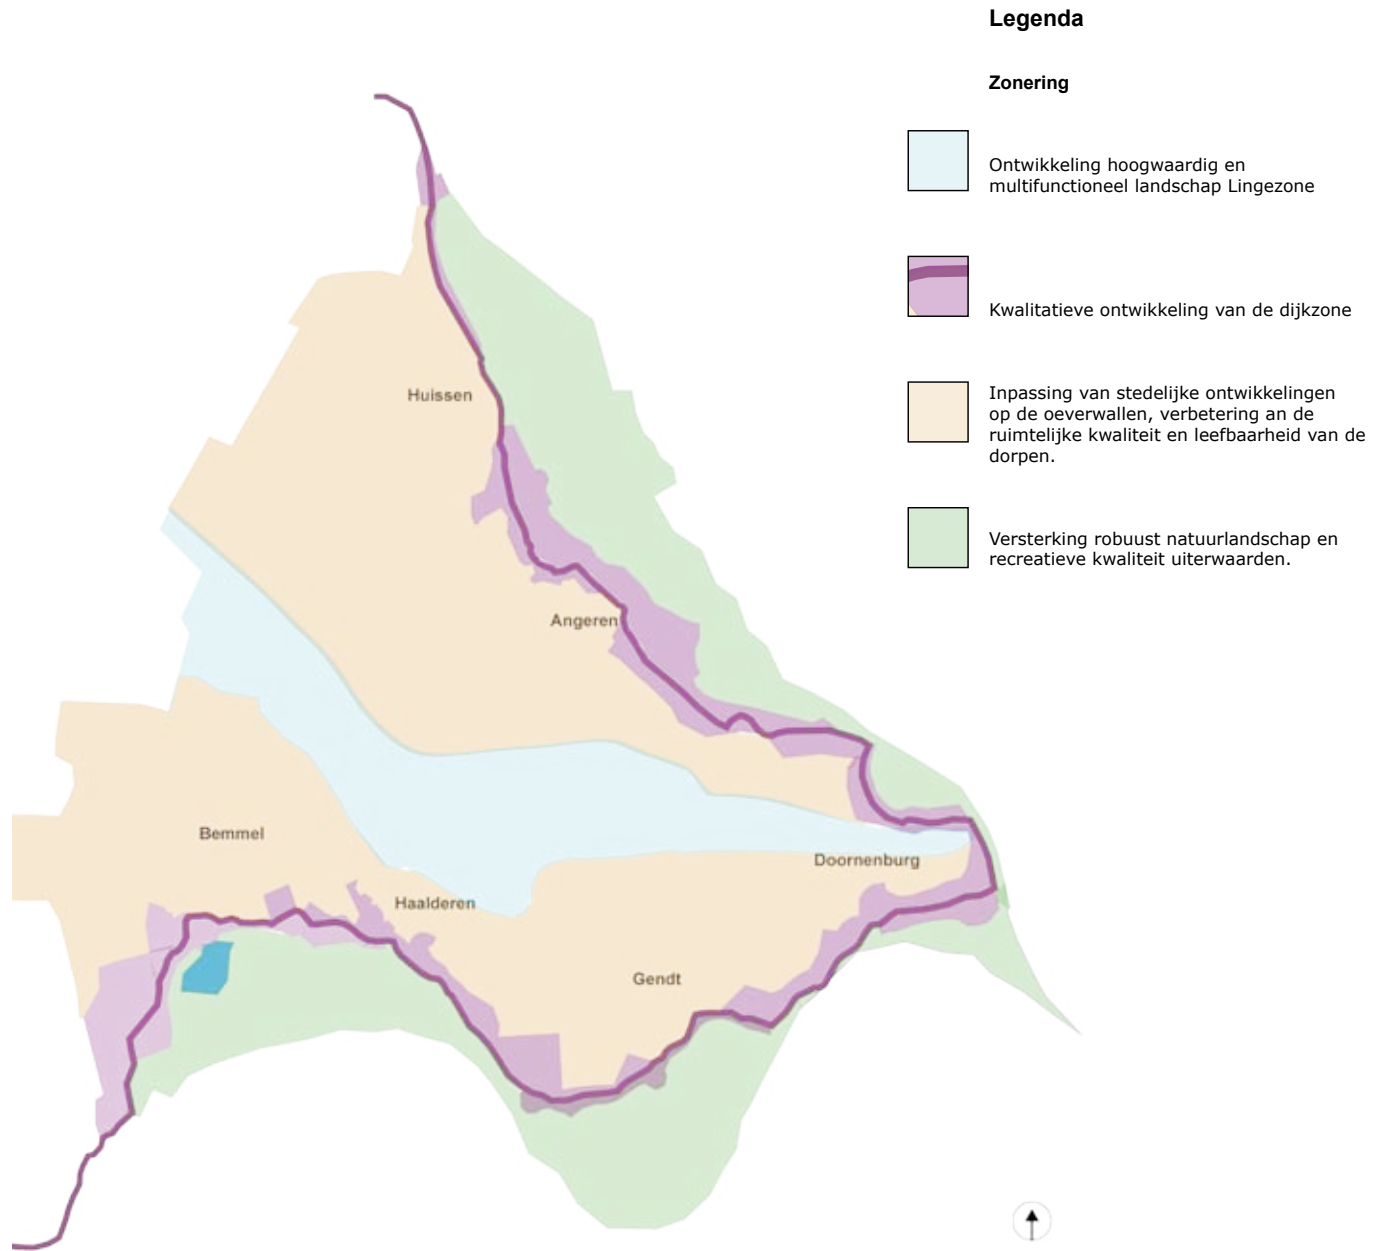 Legenda
Zonering
Ontwikkeling hoogwaardig en
multifunctioneel landschap Lingezone
Kwalitatieve ontwikkeling van de dijkzone
Inpassing van stedelijke ontwikkelingen
op de oeverwallen, verbetering an de
ruimtelijke kwaliteit en leefbaarheid van de
dorpen.
Versterking robuust natuurlandschap en
recreatieve kwaliteit uiterwaarden.
Huissen
Angeren
Bemmel
Doornenburg
Haalderen
Gendt